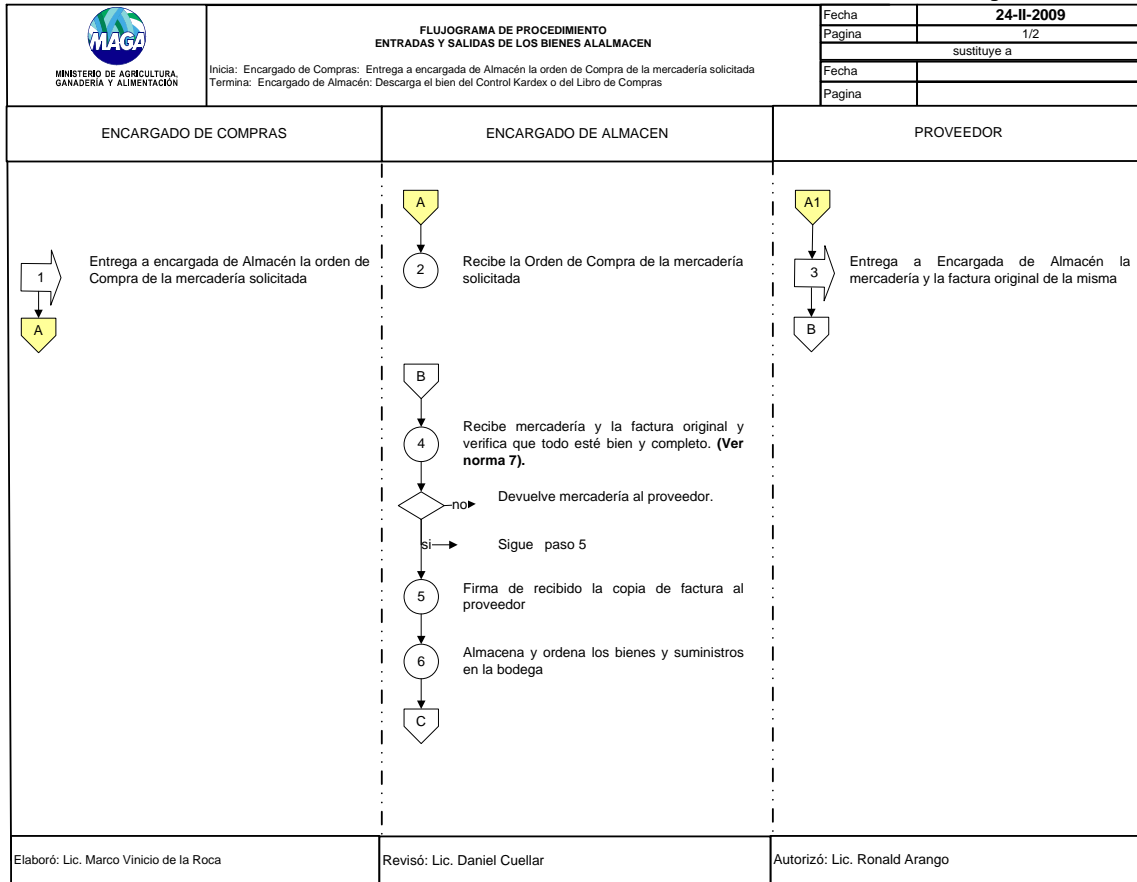 MAGA
MINISTERIO DE AGRICULTURA,
GANADERÍA Y ALIMENTACIÓN
FLUJOGRAMA DE PROCEDIMIENTO
ENTRADAS Y SALIDAS DE LOS BIENES ALALMACEN
Inicia: Encargado de Compras: Entrega a encargada de Almacén la orden de Compra de la mercadería solicitada
Termina: Encargado de Almacén: Descarga el bien del Control Kardex o del Libro de Compras
Fecha 24-II-2009
Pagina 1/2
sustituye a
Fecha
Pagina
ENCARGADO DE COMPRAS
ENCARGADO DE ALMACEN
PROVEEDOR
1
Entrega a encargada de Almacén la orden de
Compra de la mercadería solicitada
A
A
2
Recibe la Orden de Compra de la mercadería
solicitada
A1
3
Entrega a Encargada de Almacén la
mercadería y la factura original de la misma
B
B
4
Recibe mercadería y la factura original y
verifica que todo esté bien y completo. (Ver
norma 7).
no
Devuelve mercadería al proveedor.
si
Sigue paso 5
5
Firma de recibido la copia de factura al
proveedor
6
Almacena y ordena los bienes y suministros
en la bodega
C
Elaboró: Lic. Marco Vinicio de la Roca
Revisó: Lic. Daniel Cuellar
Autorizó: Lic. Ronald Arango